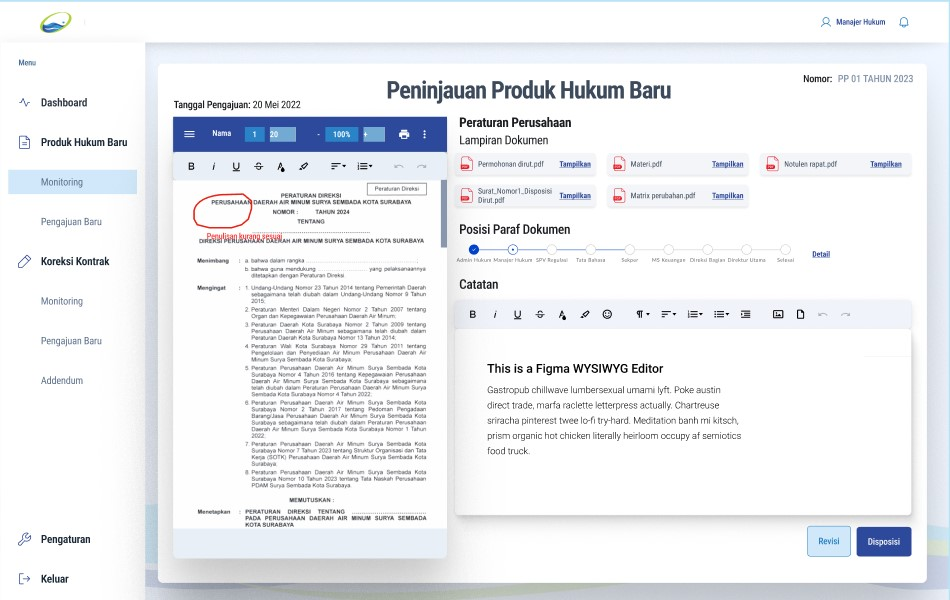 Manajer Hukum
Menu
Dashboard
Produk Hukum Baru
Monitoring
Pengajuan Baru
Koreksi Kontrak
Monitoring
Pengajuan Baru
Addendum
Pengaturan
Keluar
Peninjauan Produk Hukum Baru
Nomor: PP 01 TAHUN 2023
Tanggal Pengajuan: 20 Mei 2022
Nama 1 20 - 100% +
B i U S A
Peraturan Direksi
PERATURAN DIREKSI
PERUSAHAAN DAERAH AIR MINUM SURYA SEMBADA KOTA SURABAYA
NOMOR : TAHUN 2024
TENTANG
Penulisan kurang sesuai
DIREKSI PERUSAHAAN DAERAH AIR MINUM SURYA SEMBADA KOTA SURABAYA
Menimbang : a. bahwa dalam rangka
b. bahwa guna mendukung yang pelaksanaannya
ditetapkan dengan Peraturan Direksi.
Mengingat : 1. Undang-Undang Nomor 23 Tahun 2014 tentang Pemerintah Daerah
sebagaimana telah diubah dalam Undang-Undang Nomor 9 Tahun
2015;
2. Peraturan Menteri Dalam Negeri Nomor 2 Tahun 2007 tentang
Organ dan Kepegawaian Perusahaan Daerah Air Minum;
3. Peraturan Daerah Kota Surabaya Nomor 2 Tahun 2009 tentang
Perusahaan Daerah Air Minum sebagaimana telah diubah dalam
Peraturan Daerah Kota Surabaya Nomor 13 Tahun 2014;
4. Peraturan Wali Kota Surabaya Nomor 29 Tahun 2011 tentang
Pengelolaan dan Penyediaan Air Minum Perusahaan Daerah Air
Minum Surya Sembada Kota Surabaya;
5. Peraturan Perusahaan Daerah Air Minum Surya Sembada Kota
Surabaya Nomor 4 Tahun 2016 tentang Kepegawaian Perusahaan
Daerah Air Minum Surya Sembada Kota Surabaya sebagaimana
telah diubah dalam Peraturan Perusahaan Daerah Air Minum Surya
Sembada Kota Surabaya Nomor 4 Tahun 2022;
6. Peraturan Perusahaan Daerah Air Minum Surya Sembada Kota
Surabaya Nomor 2 Tahun 2017 tentang Pedoman Pengadaan
Barang/Jasa Perusahaan Daerah Air Minum Surya Sembada Kota
Surabaya sebagaimana telah diubah dalam Peraturan Perusahaan
Daerah Air Minum Surya Sembada Kota Surabaya Nomor 1 Tahun
2022.
7. Peraturan Perusahaan Daerah Air Minum Surya Sembada Kota
Surabaya Nomor 7 Tahun 2023 tentang Struktur Organisasi dan Tata
Kerja (SOTK) Perusahaan Daerah Air Minum Surya Sembada Kota
Surabaya.
8. Peraturan Perusahaan Daerah Air Minum Surya Sembada Kota
Surabaya Nomor 10 Tahun 2023 tentang Tata Naskah Perusahaan
PDAM Surya Sembada Kota Surabaya
MEMUTUSKAN :
Menetapkan : PERATURAN DIREKSI TENTANG
PADA PERUSAHAAN DAERAH AIR MINUM SURYA SEMBADA
KOTA SURABAYA
Peraturan Perusahaan
Lampiran Dokumen
Permohonan dirut.pdf Tampilkan
Materi.pdf Tampilkan
Notulen rapat.pdf Tampilkan
Surat_Nomor1_Disposisi
Dirut.pdf Tampilkan
Matrix perubahan.pdf Tampilkan
Posisi Paraf Dokumen
Admin Hukum Manajer Hukum SPV Regulasi Tata Bahasa Sekper MS Keuangan Direksi Bagian Direktur Utama Selesai
Detail
Catatan
B i U S A
This is a Figma WYSIWYG Editor
Gastropub chillwave lumbersexual umami lyft. Poke austin
direct trade, marfa raclette letterpress actually. Chartreuse
sriracha pinterest twee lo-fi try-hard. Meditation banh mi kitsch,
prism organic hot chicken literally heirloom occupy af semiotics
food truck.
Revisi
Disposisi